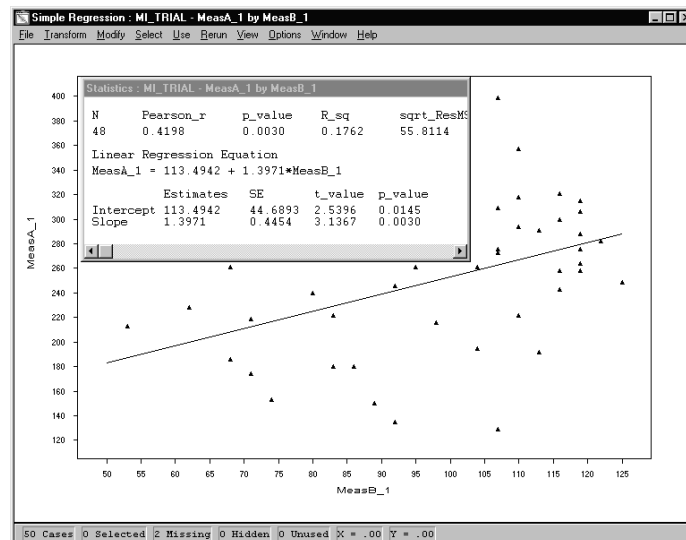 Simple Regression : MI_TRIAL - MeasA_1 by MeasB_1
File Transform Modify Select Use Rerun View Options Window Help
Statistics : MI_TRIAL - MeasA_1 by MeasB_1
N Pearson_r p_value R_sq sqrt_ResMS
48 0.4198 0.0030 0.1762 55.8114
Linear Regression Equation
MeasA_1 = 113.4942 + 1.3971*MeasB_1
Estimates SE t_value p_value
Intercept 113.4942 44.6893 2.5396 0.0145
Slope 1.3971 0.4454 3.1367 0.0030
400
380
360
340
320
300
280
260
240
220
200
180
160
140
120
MeasA_1
50 55 60 65 70 75 80 85 90 95 100 105 110 115 120 125
MeasB_1
50 Cases 0 Selected 2 Missing 0 Hidden 0 Unused X = .00 Y = .00